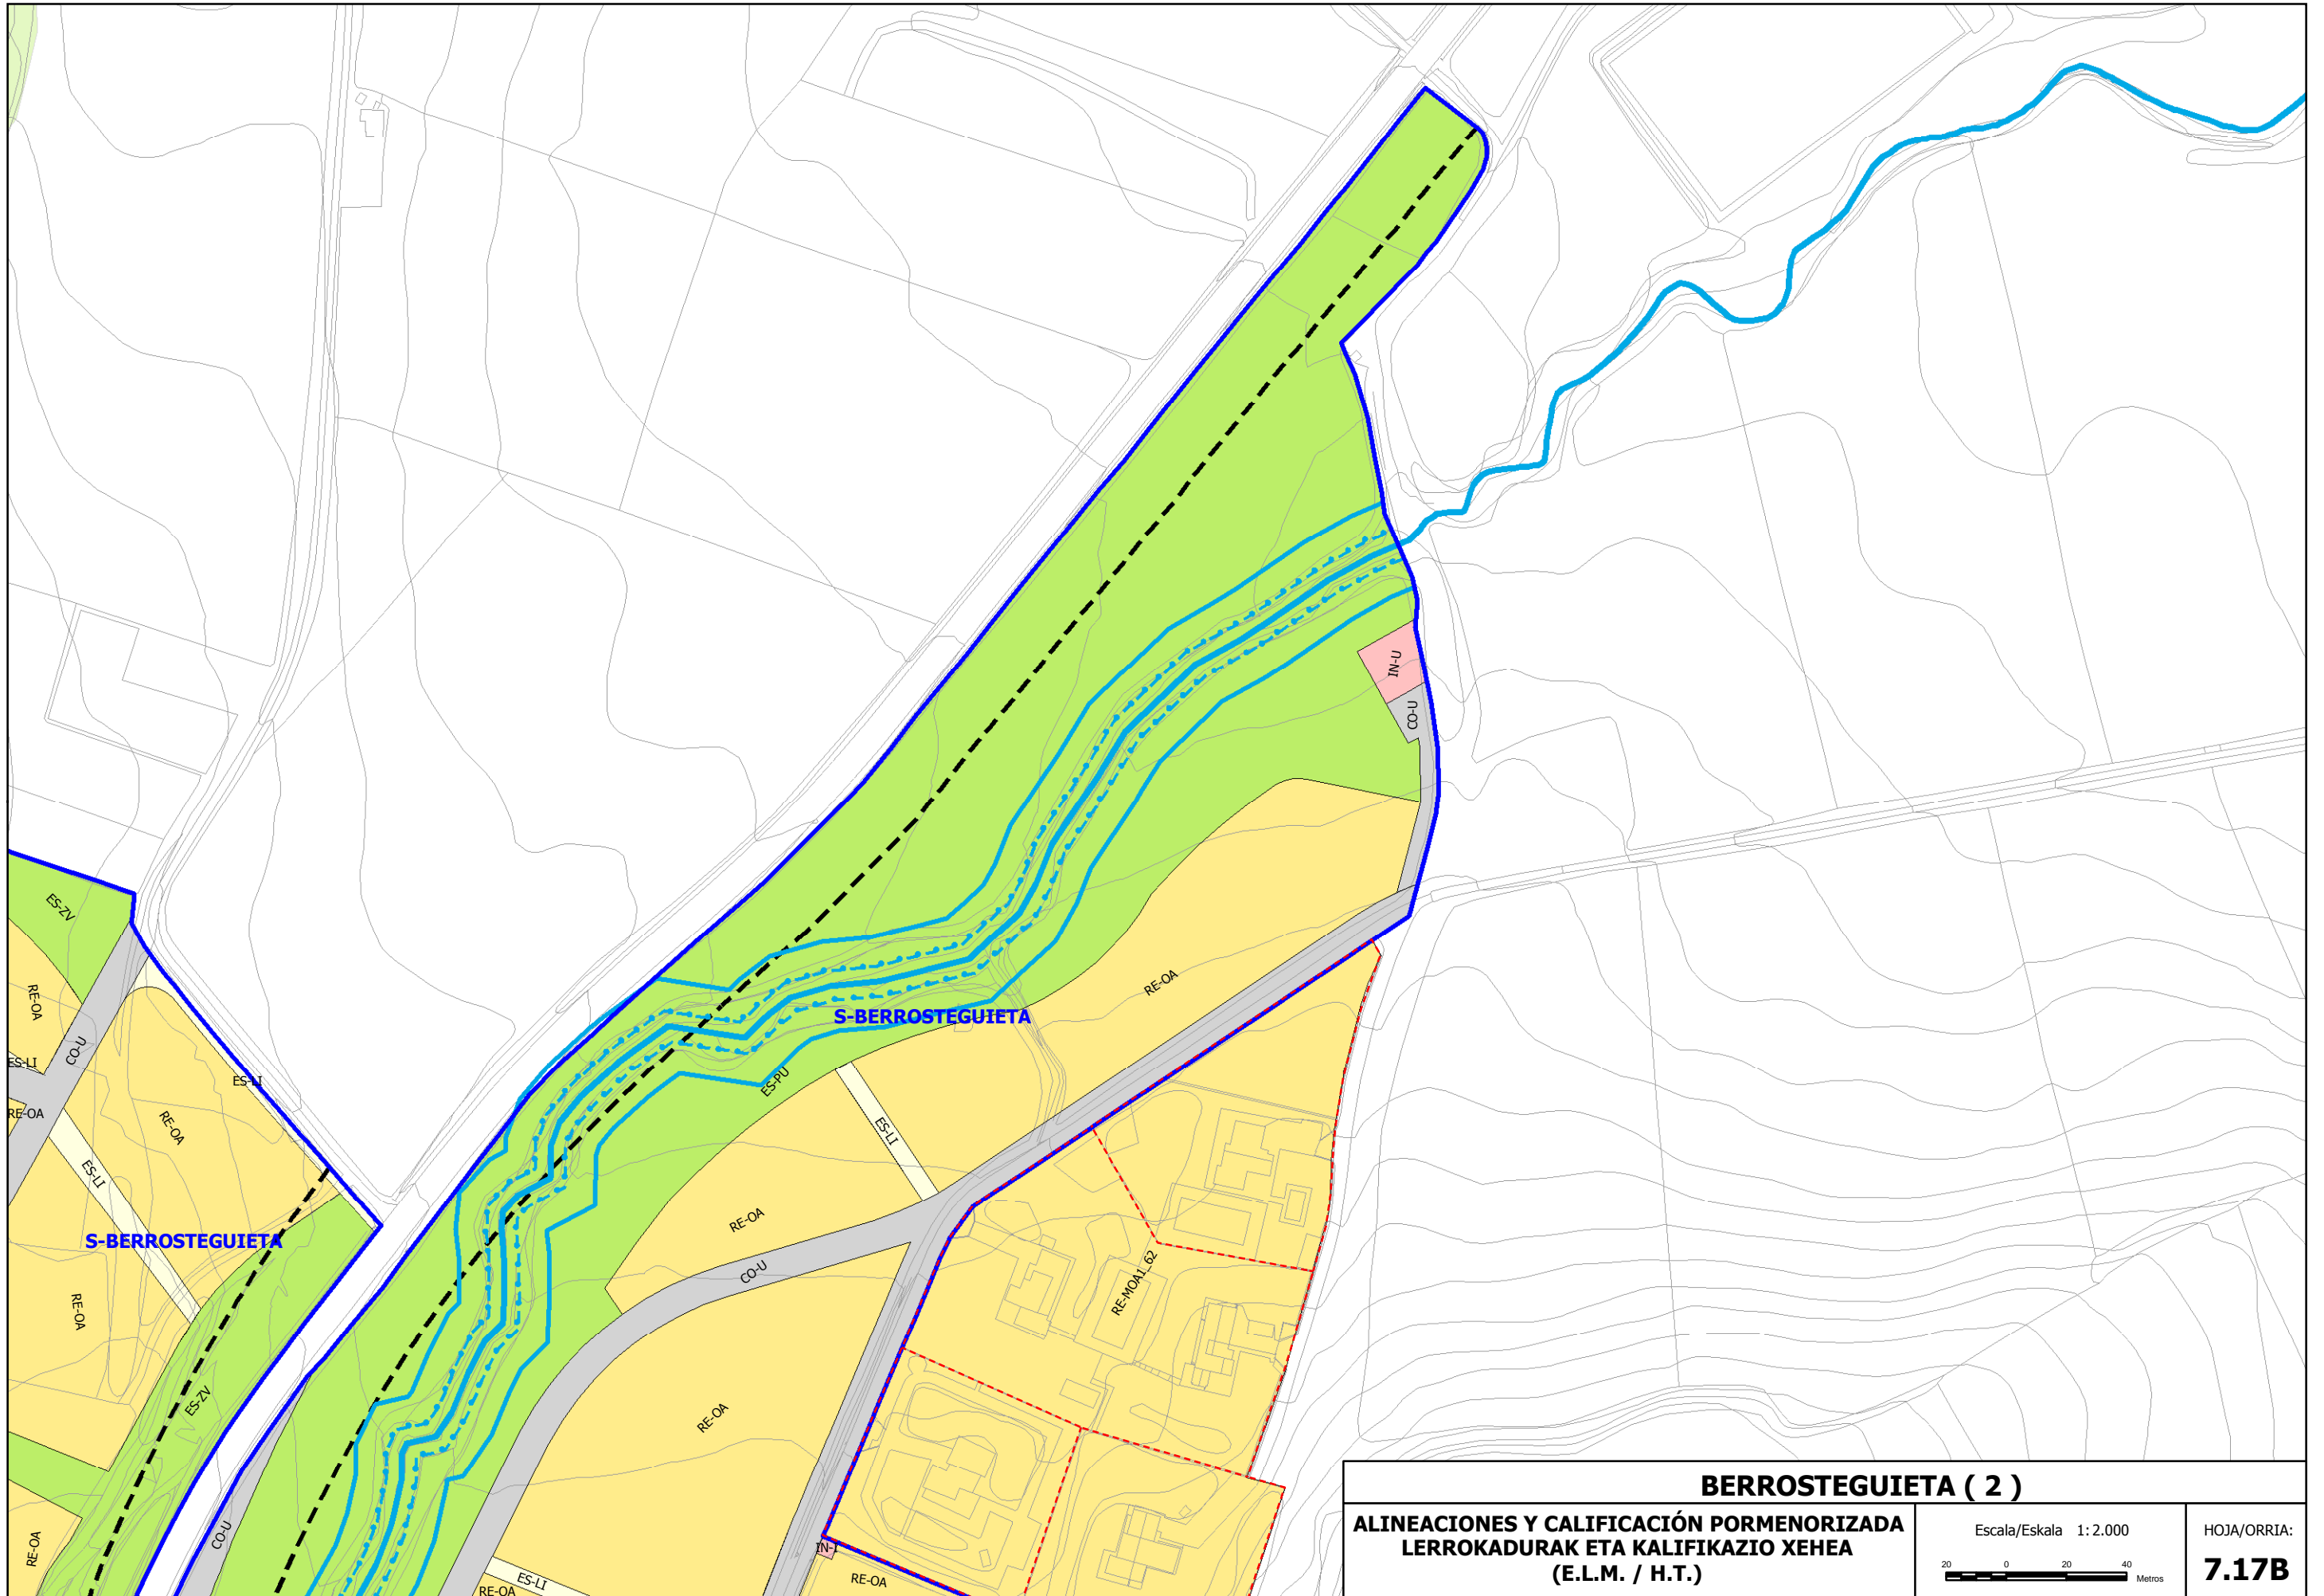 IN-U
CO-U
ES-ZV
RE-OA
RE-OA
S-BERROSTEGUIETA
CO-U
ES-LI
ES-LI
ES-PU
RE-OA
RE-OA
ES-LI
ES-LI
RE-OA
S-BERROSTEGUIETA
CO-U
RE-MOA1_62
RE-OA
ES-ZV
RE-OA
CO-U
RE-OA
IN-I
ES-LI
RE-OA
RE-OA
BERROSTEGUIETA ( 2 )
ALINEACIONES Y CALIFICACIÓN PORMENORIZADA
LERROKADURAK ETA KALIFIKAZIO XEHEA
(E.L.M. / H.T.)
Escala/Eskala 1:2.000
20 0 20 40 Metros
HOJA/ORRIA:
7.17B